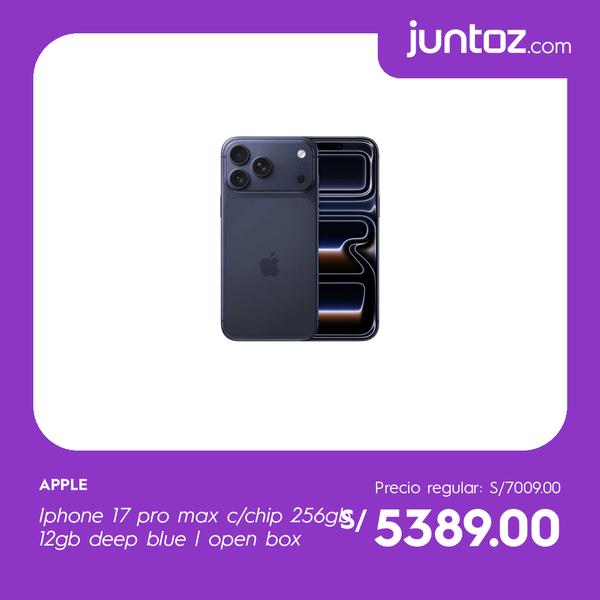 juntoz.com
APPLE
Precio regular: S/7009.00
Iphone 17 pro max c/chip 256gb
12gb deep blue | open box
S/ 5389.00